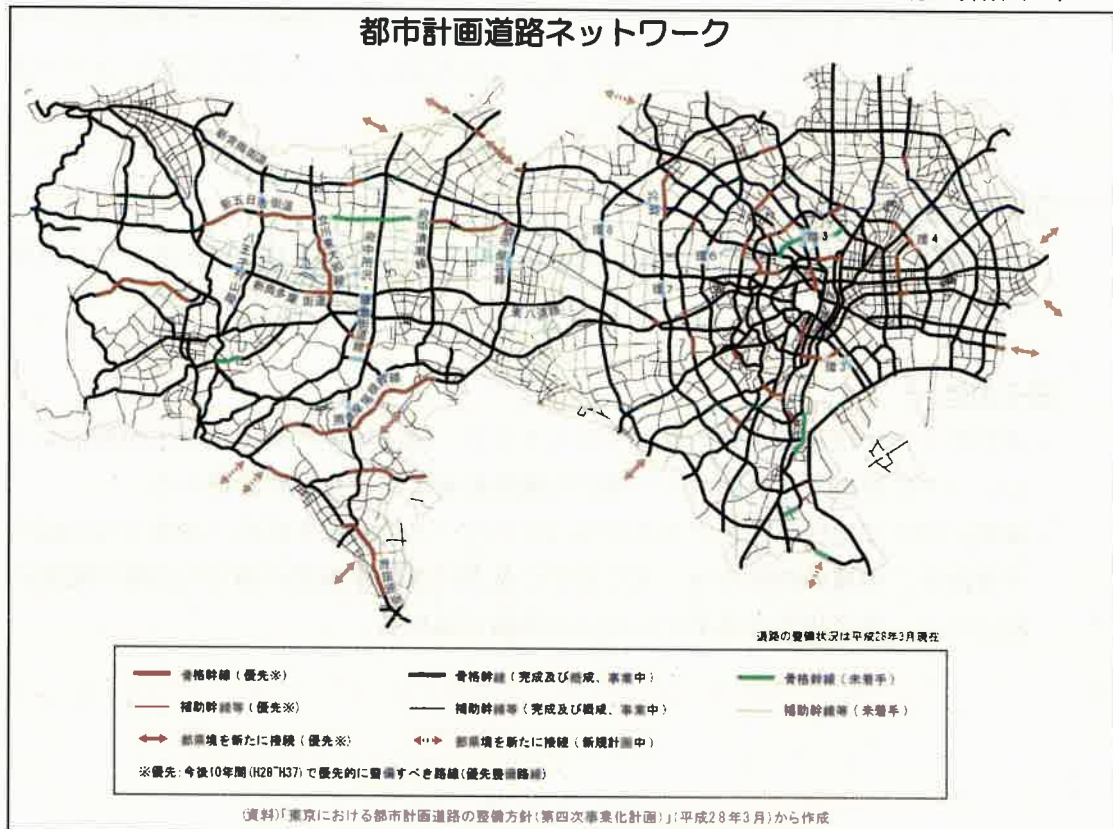 都市計画道路ネットワーク
新青梅街道
新五日市街道
新奥多摩街道
東八道路
環8
環7
環6
環3
環4
環3
道路の整備状況は平成28年3月現在
骨格幹線(優先※)
骨格幹線(完成及び概成、事業中)
骨格幹線(未着手)
補助幹線等(優先※)
補助幹線等(完成及び概成、事業中)
補助幹線等(未着手)
都県境を新たに接続(優先※)
都県境を新たに接続(新規計画中)
※優先:今後10年間(H28~H37)で優先的に整備すべき路線(優先整備路線)
(資料)「東京における都市計画道路の整備方針(第四次事業化計画)」(平成28年3月)から作成